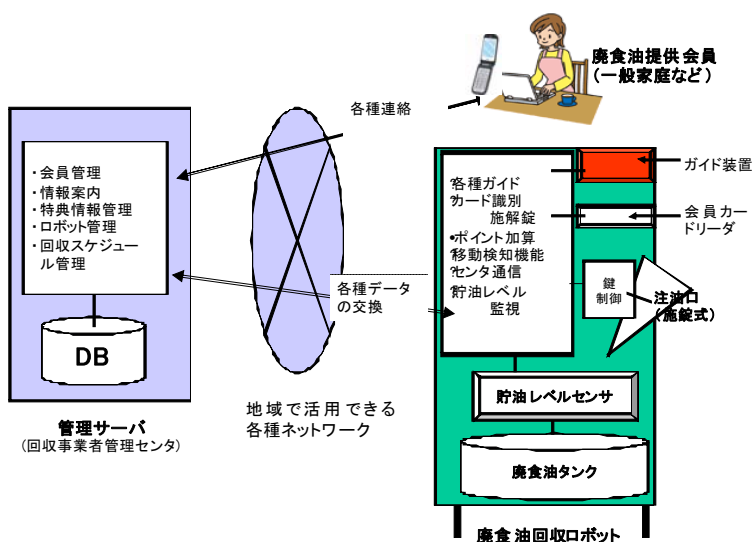 廃食油提供会員
(一般家庭など)
各種連絡
・会員管理
・情報案内
・特典情報管理
・ロボット管理
・回収スケジュー
ル管理
DB
管理サーバ
(回収事業者管理センタ)
各種データ
の交換
地域で活用できる
各種ネットワーク
・各種ガイド
・カード識別
施解錠
・ポイント加算
・移動検知機能
・センタ通信
・貯油レベル
監視
ガイド装置
会員カー
ドリーダ
鍵
制御
注油口
(施錠式)
貯油レベルセンサ
廃食油タンク
廃食油回収ロボット